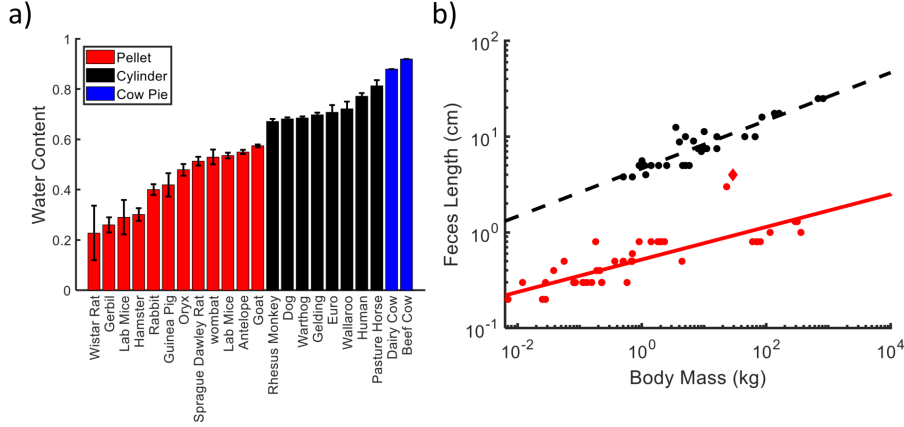 a)
Water Content
1
0.8
0.6
0.4
0.2
0
Pellet
Cylinder
Cow Pie
Wistar Rat
Gerbil
Lab Mice
Hamster
Rabbit
Guinea Pig
Oryx
Sprague Dawley Rat
wombat
Lab Mice
Antelope
Goat
Rhesus Monkey
Dog
Warthog
Gelding
Euro
Wallaroo
Human
Pasture Horse
Dairy Cow
Beef Cow
b)
Feces Length (cm)
10^2
10^1
10^0
10^-1
10^-2
10^0
10^2
10^4
Body Mass (kg)